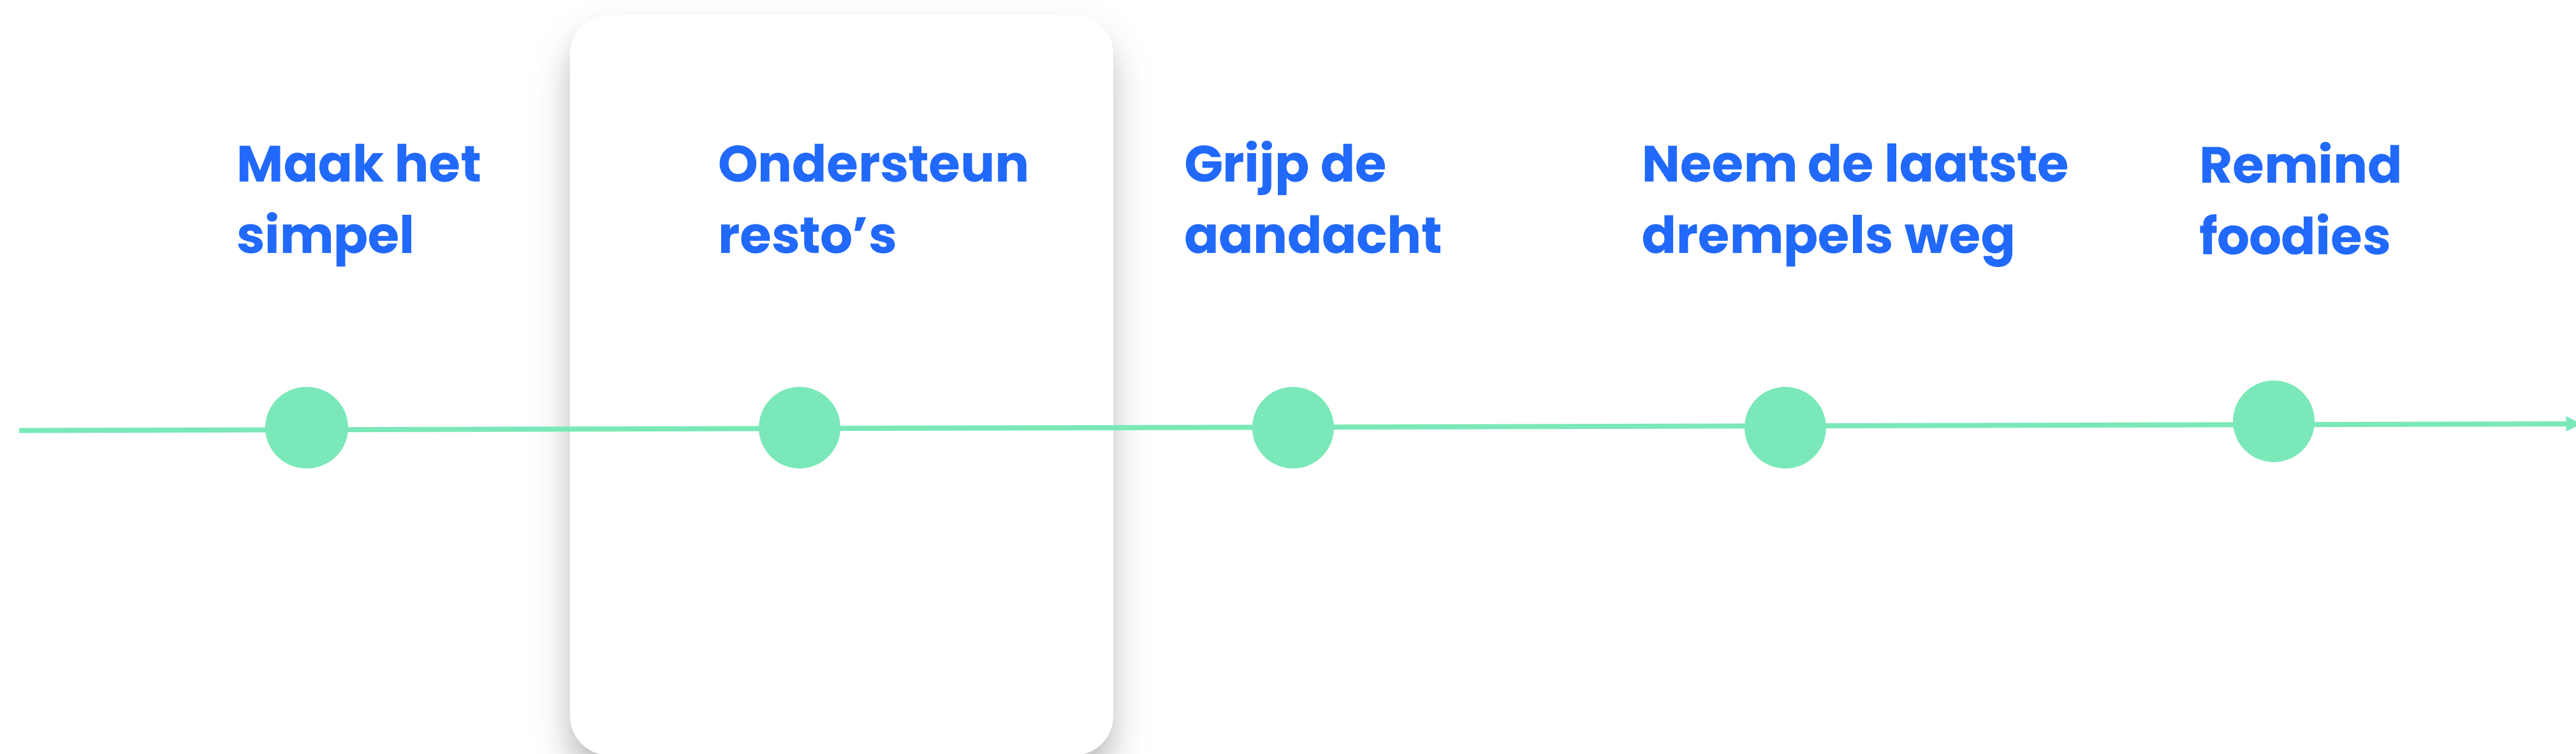 Maak het
simpel
Ondersteun
resto’s
Grijp de
aandacht
Neem de laatste
drempels weg
Remind
foodies